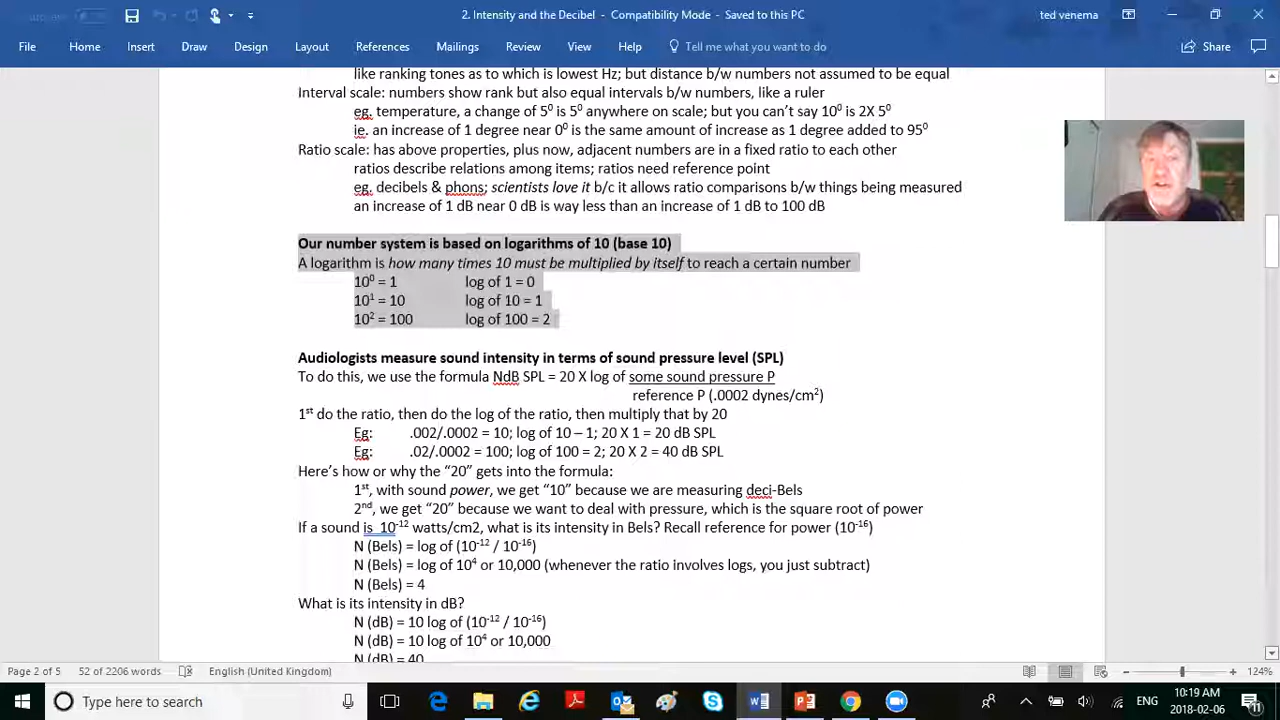 2. Intensity and the Decibel - Compatibility Mode - Saved to this PC
ted venema
File Home Insert Draw Design Layout References Mailings Review View Help Tell me what you want to do Share
like ranking tones as to which is lowest Hz; but distance b/w numbers not assumed to be equal
Interval scale: numbers show rank but also equal intervals b/w numbers, like a ruler
eg. temperature, a change of 5⁰ is 5⁰ anywhere on scale; but you can't say 10⁰ is 2X 5⁰
ie. an increase of 1 degree near 0⁰ is the same amount of increase as 1 degree added to 95⁰
Ratio scale: has above properties, plus now, adjacent numbers are in a fixed ratio to each other
ratios describe relations among items; ratios need reference point
eg. decibels & phons; scientists love it b/c it allows ratio comparisons b/w things being measured
an increase of 1 dB near 0 dB is way less than an increase of 1 dB to 100 dB
Our number system is based on logarithms of 10 (base 10)
A logarithm is how many times 10 must be multiplied by itself to reach a certain number
10⁰ = 1 log of 1 = 0
10¹ = 10 log of 10 = 1
10² = 100 log of 100 = 2
Audiologists measure sound intensity in terms of sound pressure level (SPL)
To do this, we use the formula NdB SPL = 20 X log of some sound pressure P
reference P (.0002 dynes/cm²)
1ˢᵗ do the ratio, then do the log of the ratio, then multiply that by 20
Eg: .002/.0002 = 10; log of 10 – 1; 20 X 1 = 20 dB SPL
Eg: .02/.0002 = 100; log of 100 = 2; 20 X 2 = 40 dB SPL
Here's how or why the "20" gets into the formula:
1ˢᵗ, with sound power, we get "10" because we are measuring deci-Bels
2ⁿᵈ, we get "20" because we want to deal with pressure, which is the square root of power
If a sound is 10⁻¹² watts/cm2, what is its intensity in Bels? Recall reference for power (10⁻¹⁶)
N (Bels) = log of (10⁻¹² / 10⁻¹⁶)
N (Bels) = log of 10⁴ or 10,000 (whenever the ratio involves logs, you just subtract)
N (Bels) = 4
What is its intensity in dB?
N (dB) = 10 log of (10⁻¹² / 10⁻¹⁶)
N (dB) = 10 log of 10⁴ or 10,000
N (dB) = 40
Page 2 of 5 52 of 2206 words English (United Kingdom) 124%
Type here to search
ENG
10:19 AM
2018-02-06
11